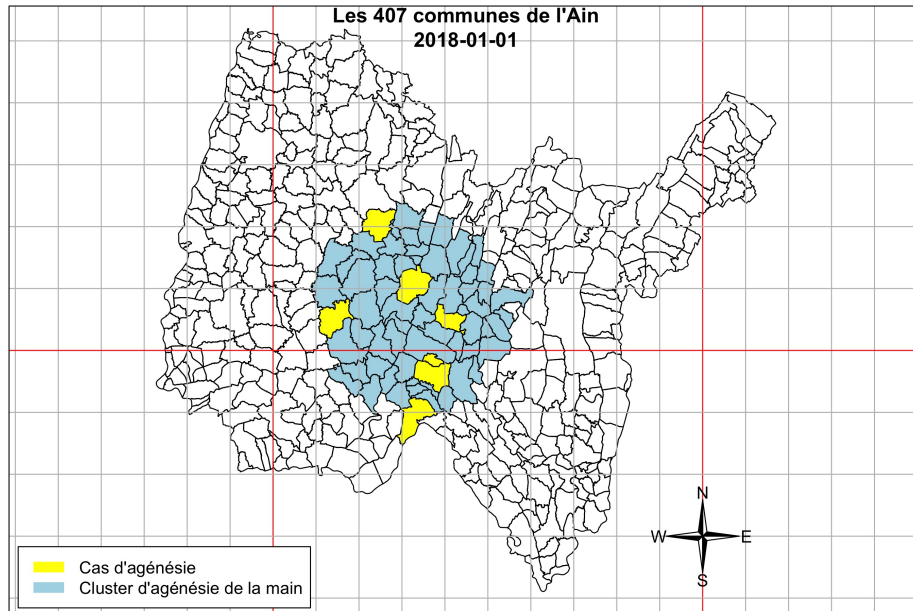 Les 407 communes de l'Ain
2018-01-01
N
W E
S
Cas d'agénésie
Cluster d'agénésie de la main